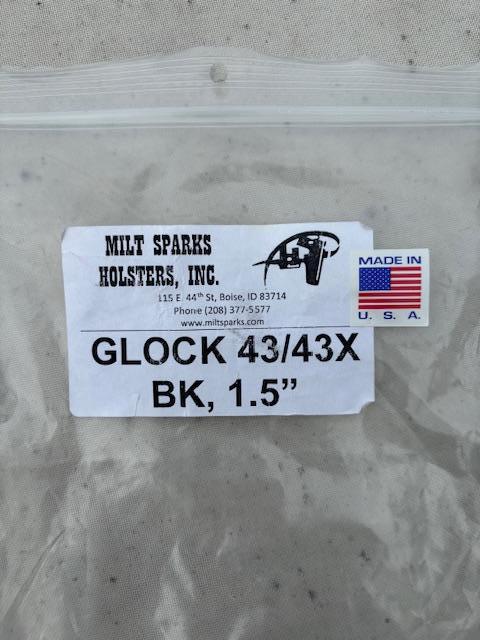 MILT SPARKS
HOLSTERS, INC.
115 E. 44th St, Boise, ID 83714
Phone (208) 377-5577
www.miltsparks.com
GLOCK 43/43X
BK, 1.5”
MADE IN
U. S. A.